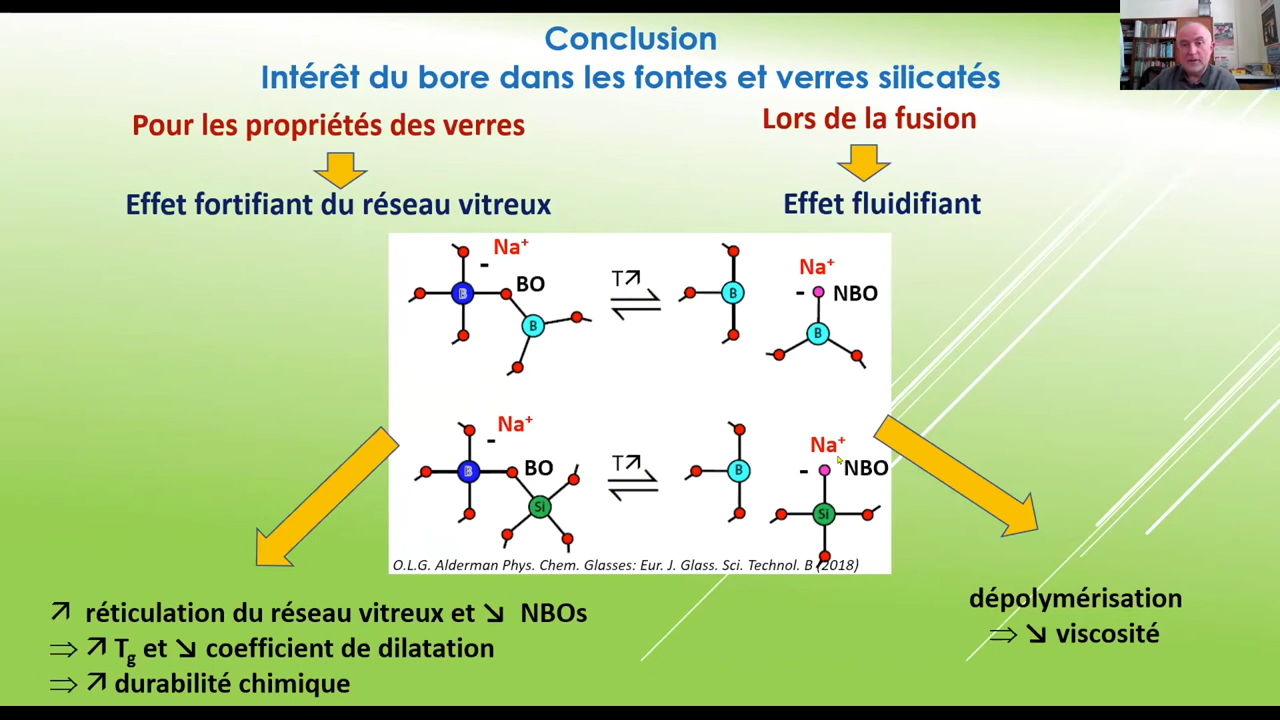 Conclusion
Intérêt du bore dans les fontes et verres silicatés
Pour les propriétés des verres
Lors de la fusion
Effet fortifiant du réseau vitreux
Effet fluidifiant
Na+
-
BO
B
B
T↗
B
Na+
-
NBO
B
Na+
-
BO
B
Si
T↗
B
Na+
-
NBO
Si
O.L.G. Alderman Phys. Chem. Glasses: Eur. J. Glass. Sci. Technol. B (2018)
↗ réticulation du réseau vitreux et ↘ NBOs
⇒ ↗ Tg et ↘ coefficient de dilatation
⇒ ↗ durabilité chimique
dépolymérisation
⇒ ↘ viscosité